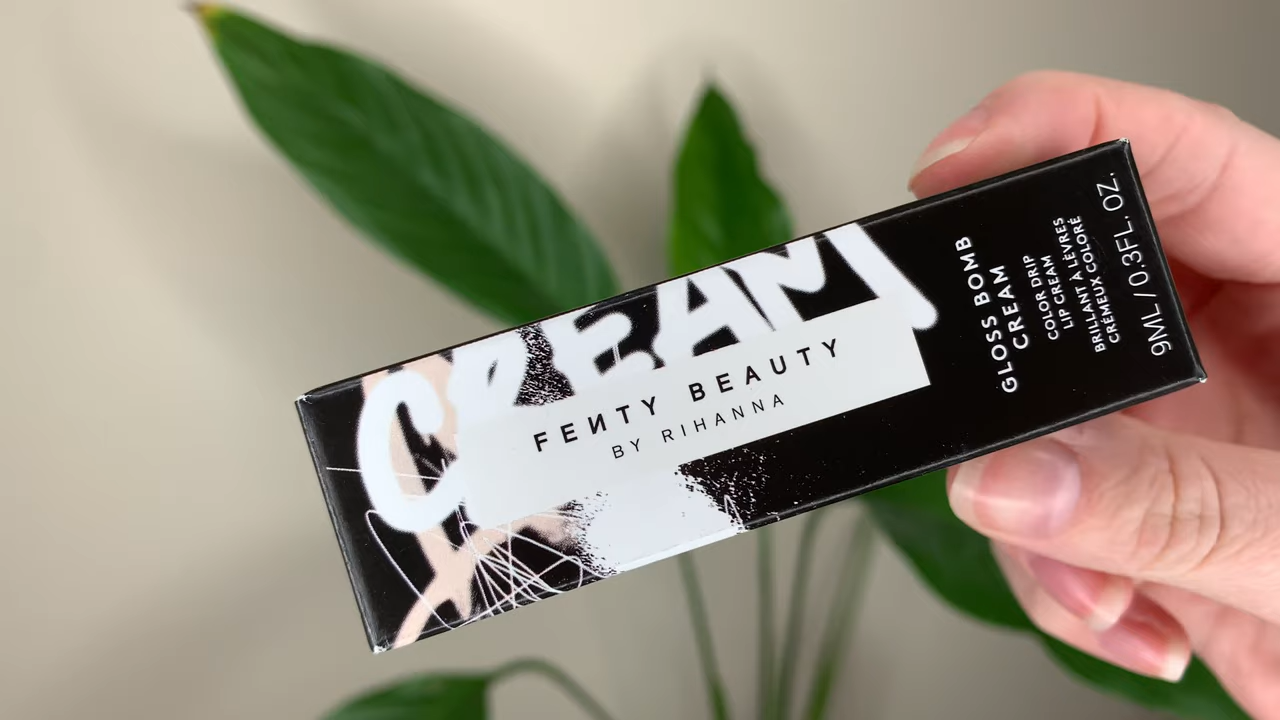 CREAM
FEИTY BEAUTY
BY RIHANNA
GLOSS BOMB
CREAM
COLOR DRIP
LIP CREAM
BRILLANT À LÈVRES
CRÉMEUX COLORÉ
9ML / 0.3FL. OZ.